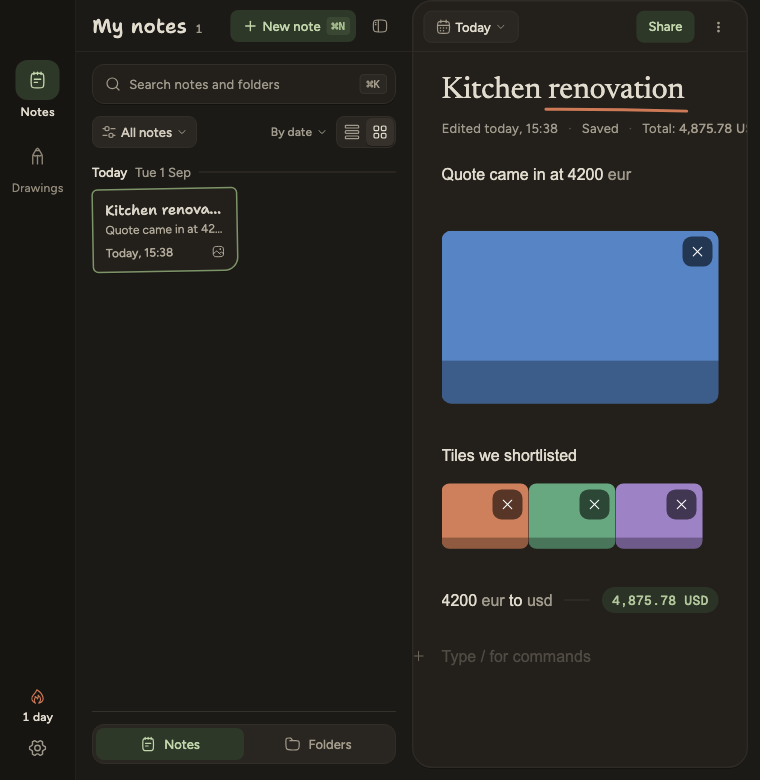 My notes 1
+ New note ⌘N
Search notes and folders ⌘K
All notes
By date
Today Tue 1 Sep
Kitchen renova...
Quote came in at 42...
Today, 15:38
Notes
Drawings
1 day
Notes
Folders
Today
Share
Kitchen renovation
Edited today, 15:38 · Saved · Total: 4,875.78 U
Quote came in at 4200 eur
Tiles we shortlisted
4200 eur to usd 4,875.78 USD
+ Type / for commands